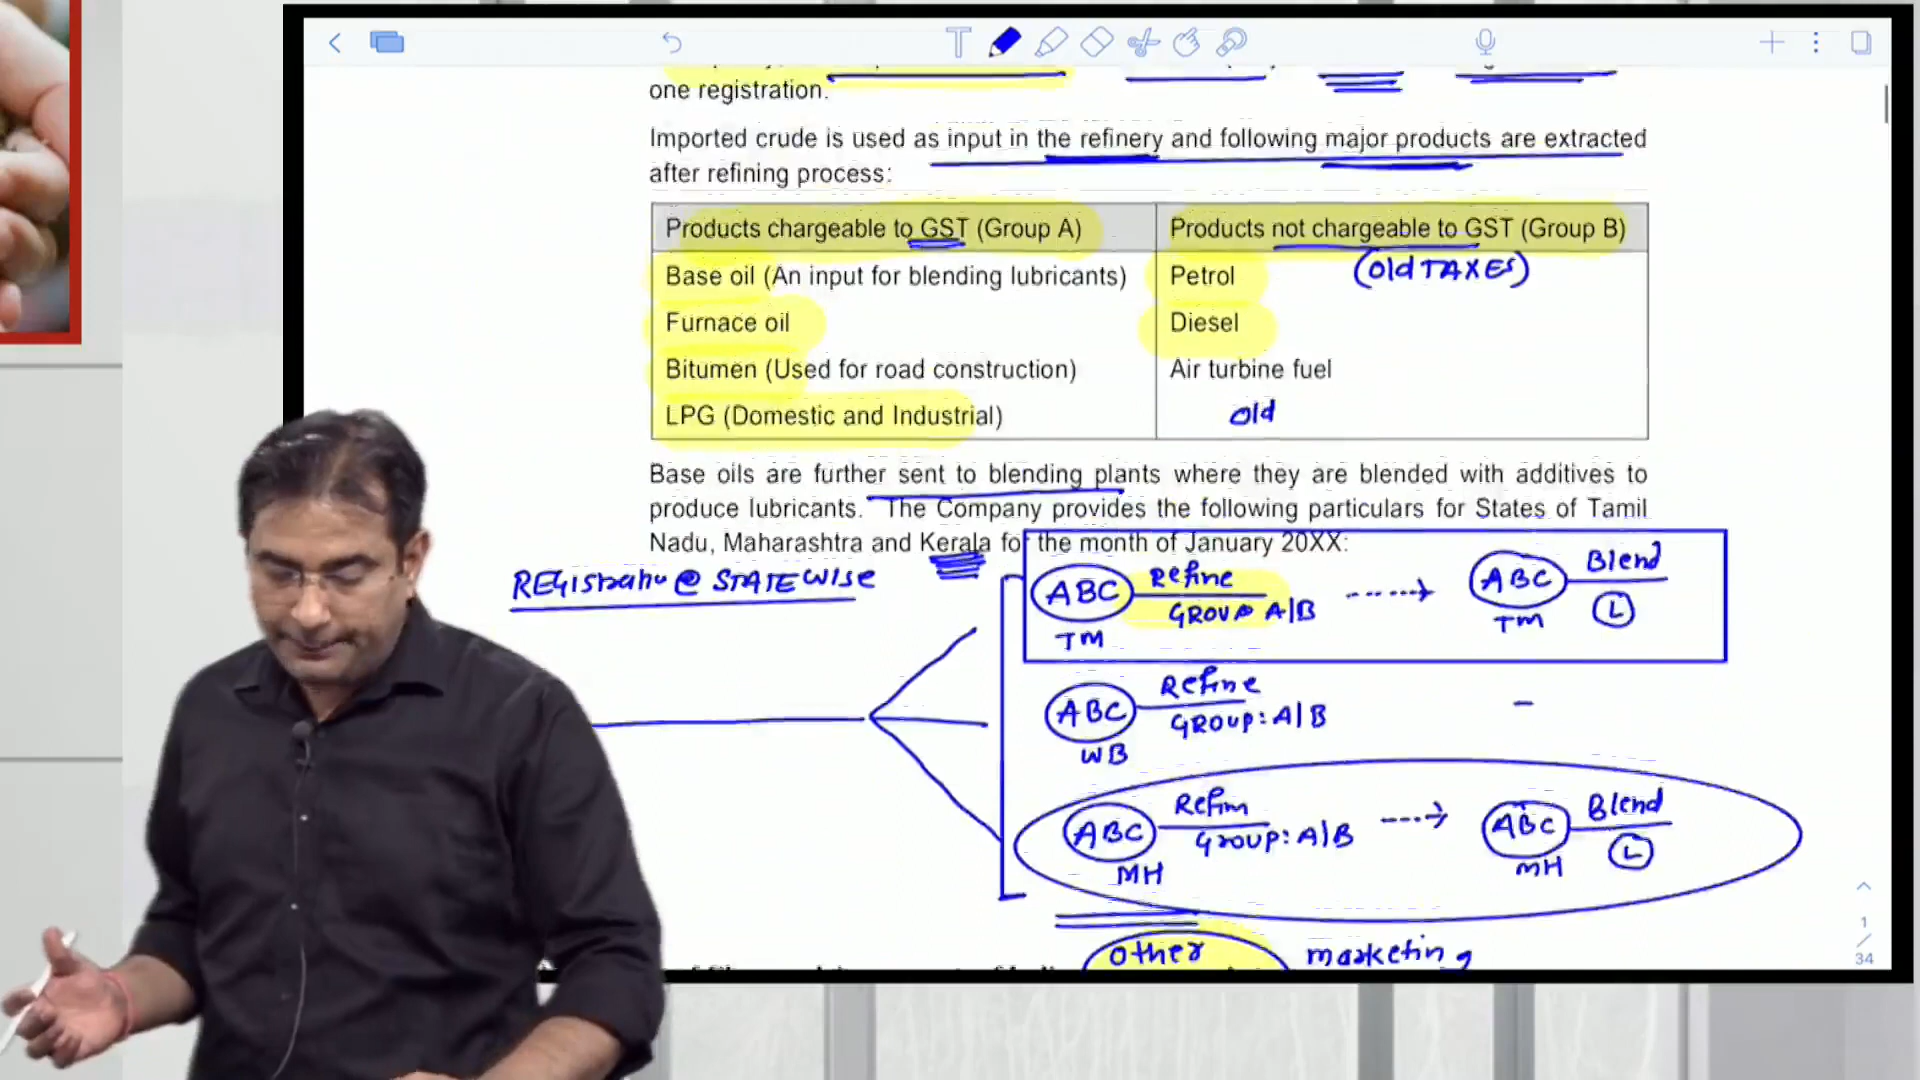 one registration.
Imported crude is used as input in the refinery and following major products are extracted
after refining process:
Products chargeable to GST (Group A)
Products not chargeable to GST (Group B)
Base oil (An input for blending lubricants)
Petrol
(Old TAXES)
Furnace oil
Diesel
Bitumen (Used for road construction)
Air turbine fuel
LPG (Domestic and Industrial)
old
Base oils are further sent to blending plants where they are blended with additives to
produce lubricants. The Company provides the following particulars for States of Tamil
Nadu, Maharashtra and Kerala for the month of January 20XX:
@ STATEWISE
ABC Refine
GROUP A|B
TM
ABC Blend
L
TM
ABC Refine
GROUP: A|B
WB
-
ABC
Group: A|B
MH
ABC Blend
L
MH
other marketing
1
/
34